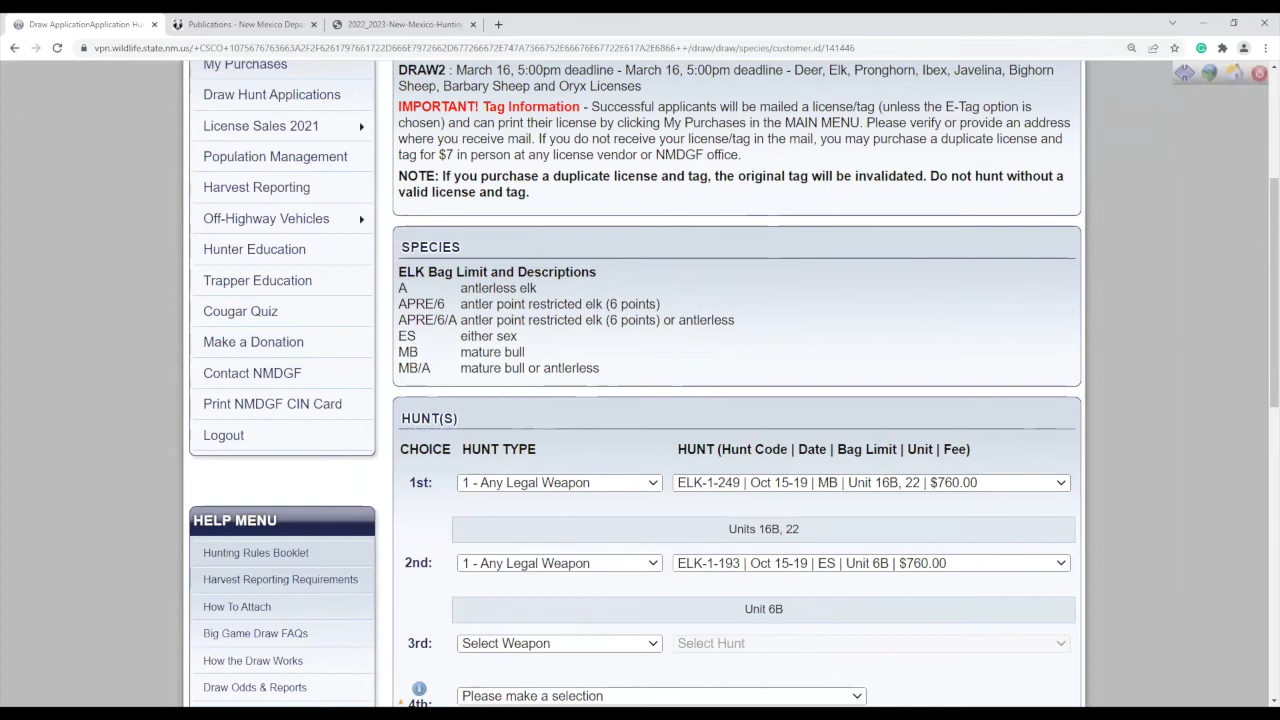 Draw ApplicationApplication Hu
Publications - New Mexico Depa
2022_2023-New-Mexico-Hunting
vpn.wildlife.state.nm.us/+CSCO+1075676763663A2F2F6261797661722D666E7972662D677266672E747A7366752E66676E67722E617A2E6866++/draw/draw/species/customer.id/141446
My Purchases
Draw Hunt Applications
License Sales 2021
Population Management
Harvest Reporting
Off-Highway Vehicles
Hunter Education
Trapper Education
Cougar Quiz
Make a Donation
Contact NMDGF
Print NMDGF CIN Card
Logout
HELP MENU
Hunting Rules Booklet
Harvest Reporting Requirements
How To Attach
Big Game Draw FAQs
How the Draw Works
Draw Odds & Reports
DRAW2 : March 16, 5:00pm deadline - March 16, 5:00pm deadline - Deer, Elk, Pronghorn, Ibex, Javelina, Bighorn
Sheep, Barbary Sheep and Oryx Licenses
IMPORTANT! Tag Information - Successful applicants will be mailed a license/tag (unless the E-Tag option is
chosen) and can print their license by clicking My Purchases in the MAIN MENU. Please verify or provide an address
where you receive mail. If you do not receive your license/tag in the mail, you may purchase a duplicate license and
tag for $7 in person at any license vendor or NMDGF office.
NOTE: If you purchase a duplicate license and tag, the original tag will be invalidated. Do not hunt without a
valid license and tag.
SPECIES
ELK Bag Limit and Descriptions
A antlerless elk
APRE/6 antler point restricted elk (6 points)
APRE/6/A antler point restricted elk (6 points) or antlerless
ES either sex
MB mature bull
MB/A mature bull or antlerless
HUNT(S)
CHOICE HUNT TYPE HUNT (Hunt Code | Date | Bag Limit | Unit | Fee)
1st: 1 - Any Legal Weapon ELK-1-249 | Oct 15-19 | MB | Unit 16B, 22 | $760.00
Units 16B, 22
2nd: 1 - Any Legal Weapon ELK-1-193 | Oct 15-19 | ES | Unit 6B | $760.00
Unit 6B
3rd: Select Weapon Select Hunt
* 4th: Please make a selection